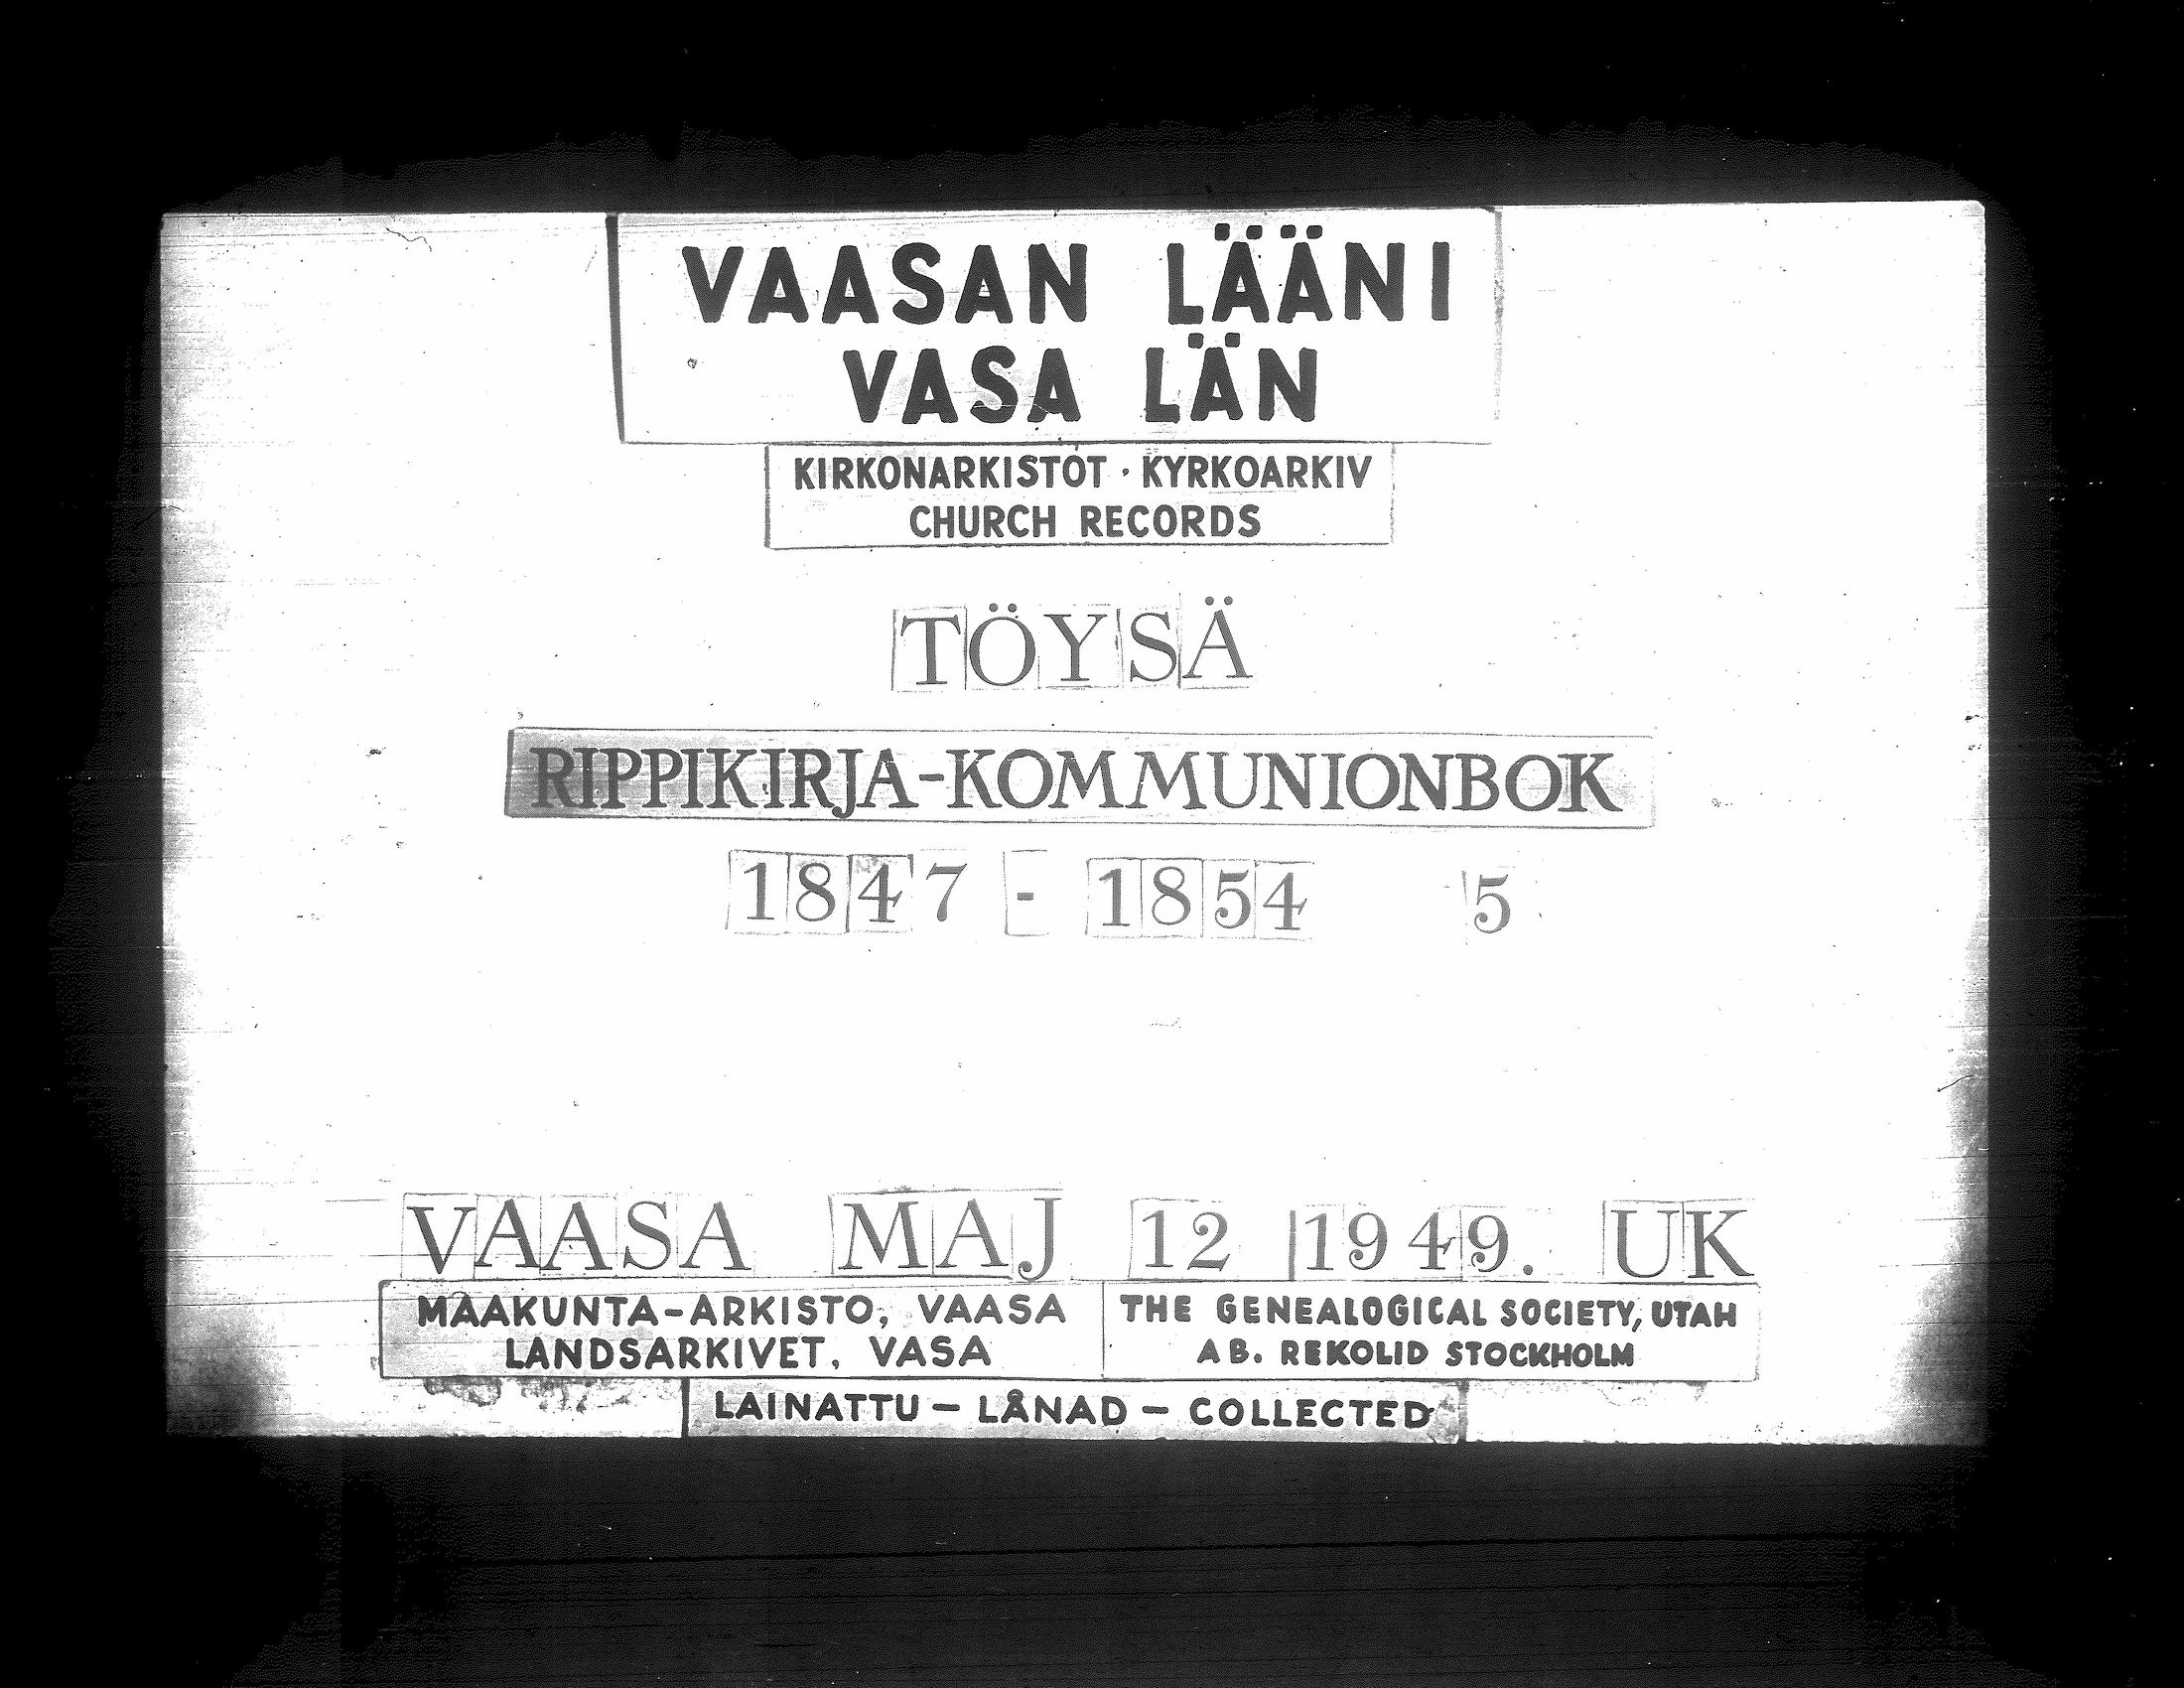 VAASAN LÄÄNI
VASA LÄN
KIRKONARKISTOT · KYRKOARKIV
CHURCH RECORDS
TÖYSÄ
RIPPIKIRJA-KOMMUNIONBOK
1847 - 1854 5
VAASA MAJ 12 1949. UK
MAAKUNTA-ARKISTO, VAASA
LANDSARKIVET, VASA
THE GENEALOGICAL SOCIETY, UTAH
AB. REKOLID STOCKHOLM
LAINATTU - LÅNAD - COLLECTED